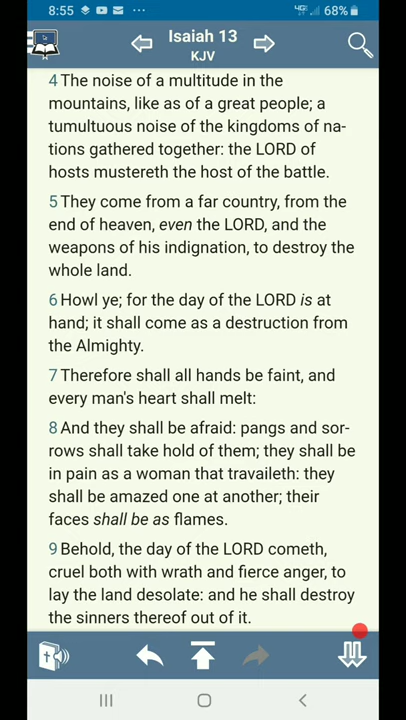 8:55
68%
Isaiah 13
KJV
4 The noise of a multitude in the
mountains, like as of a great people; a
tumultuous noise of the kingdoms of na-
tions gathered together: the LORD of
hosts mustereth the host of the battle.
5 They come from a far country, from the
end of heaven, even the LORD, and the
weapons of his indignation, to destroy the
whole land.
6 Howl ye; for the day of the LORD is at
hand; it shall come as a destruction from
the Almighty.
7 Therefore shall all hands be faint, and
every man's heart shall melt:
8 And they shall be afraid: pangs and sor-
rows shall take hold of them; they shall be
in pain as a woman that travaileth: they
shall be amazed one at another; their
faces shall be as flames.
9 Behold, the day of the LORD cometh,
cruel both with wrath and fierce anger, to
lay the land desolate: and he shall destroy
the sinners thereof out of it.